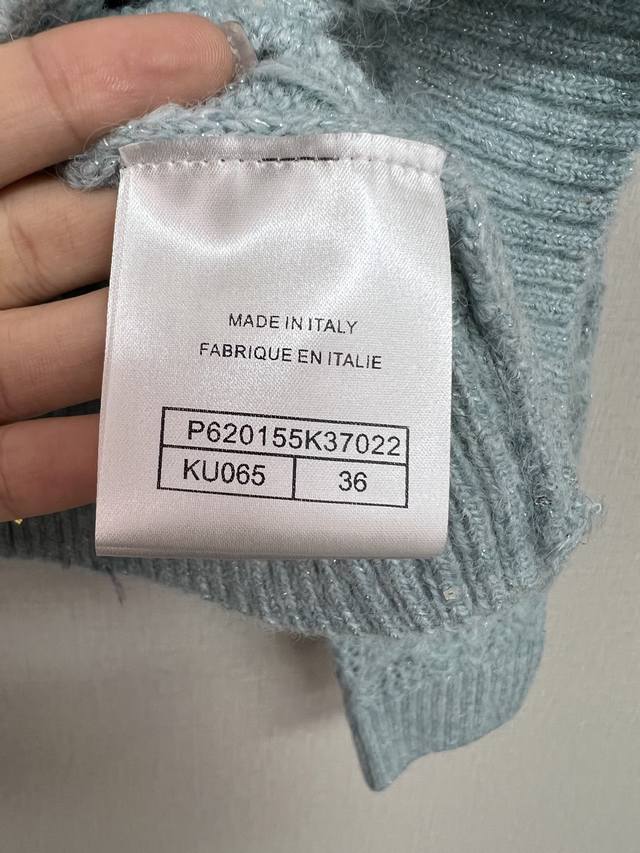 MADE IN ITALY
FABRIQUE EN ITALIE
P620155K37022
KU065 36